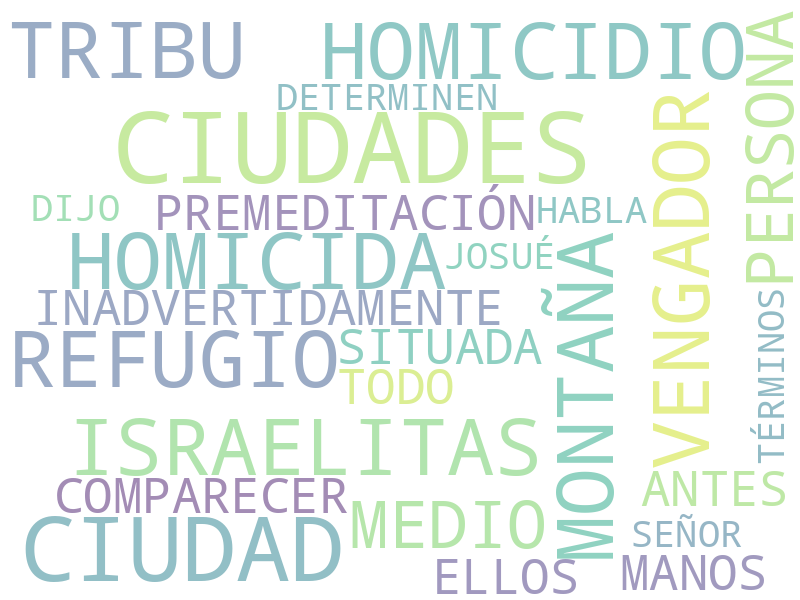 TRIBU
HOMICIDIO
PERSONA
DETERMINEN
CIUDADES
VENGADOR
DIJO
PREMEDITACIÓN
HABLA
HOMICIDA
JOSUÉ
MONTAÑA
INADVERTIDAMENTE
TÉRMINOS
REFUGIO
SITUADA
TODO
ISRAELITAS
COMPARECER
ANTES
MEDIO
CIUDAD
SEÑOR
ELLOS
MANOS